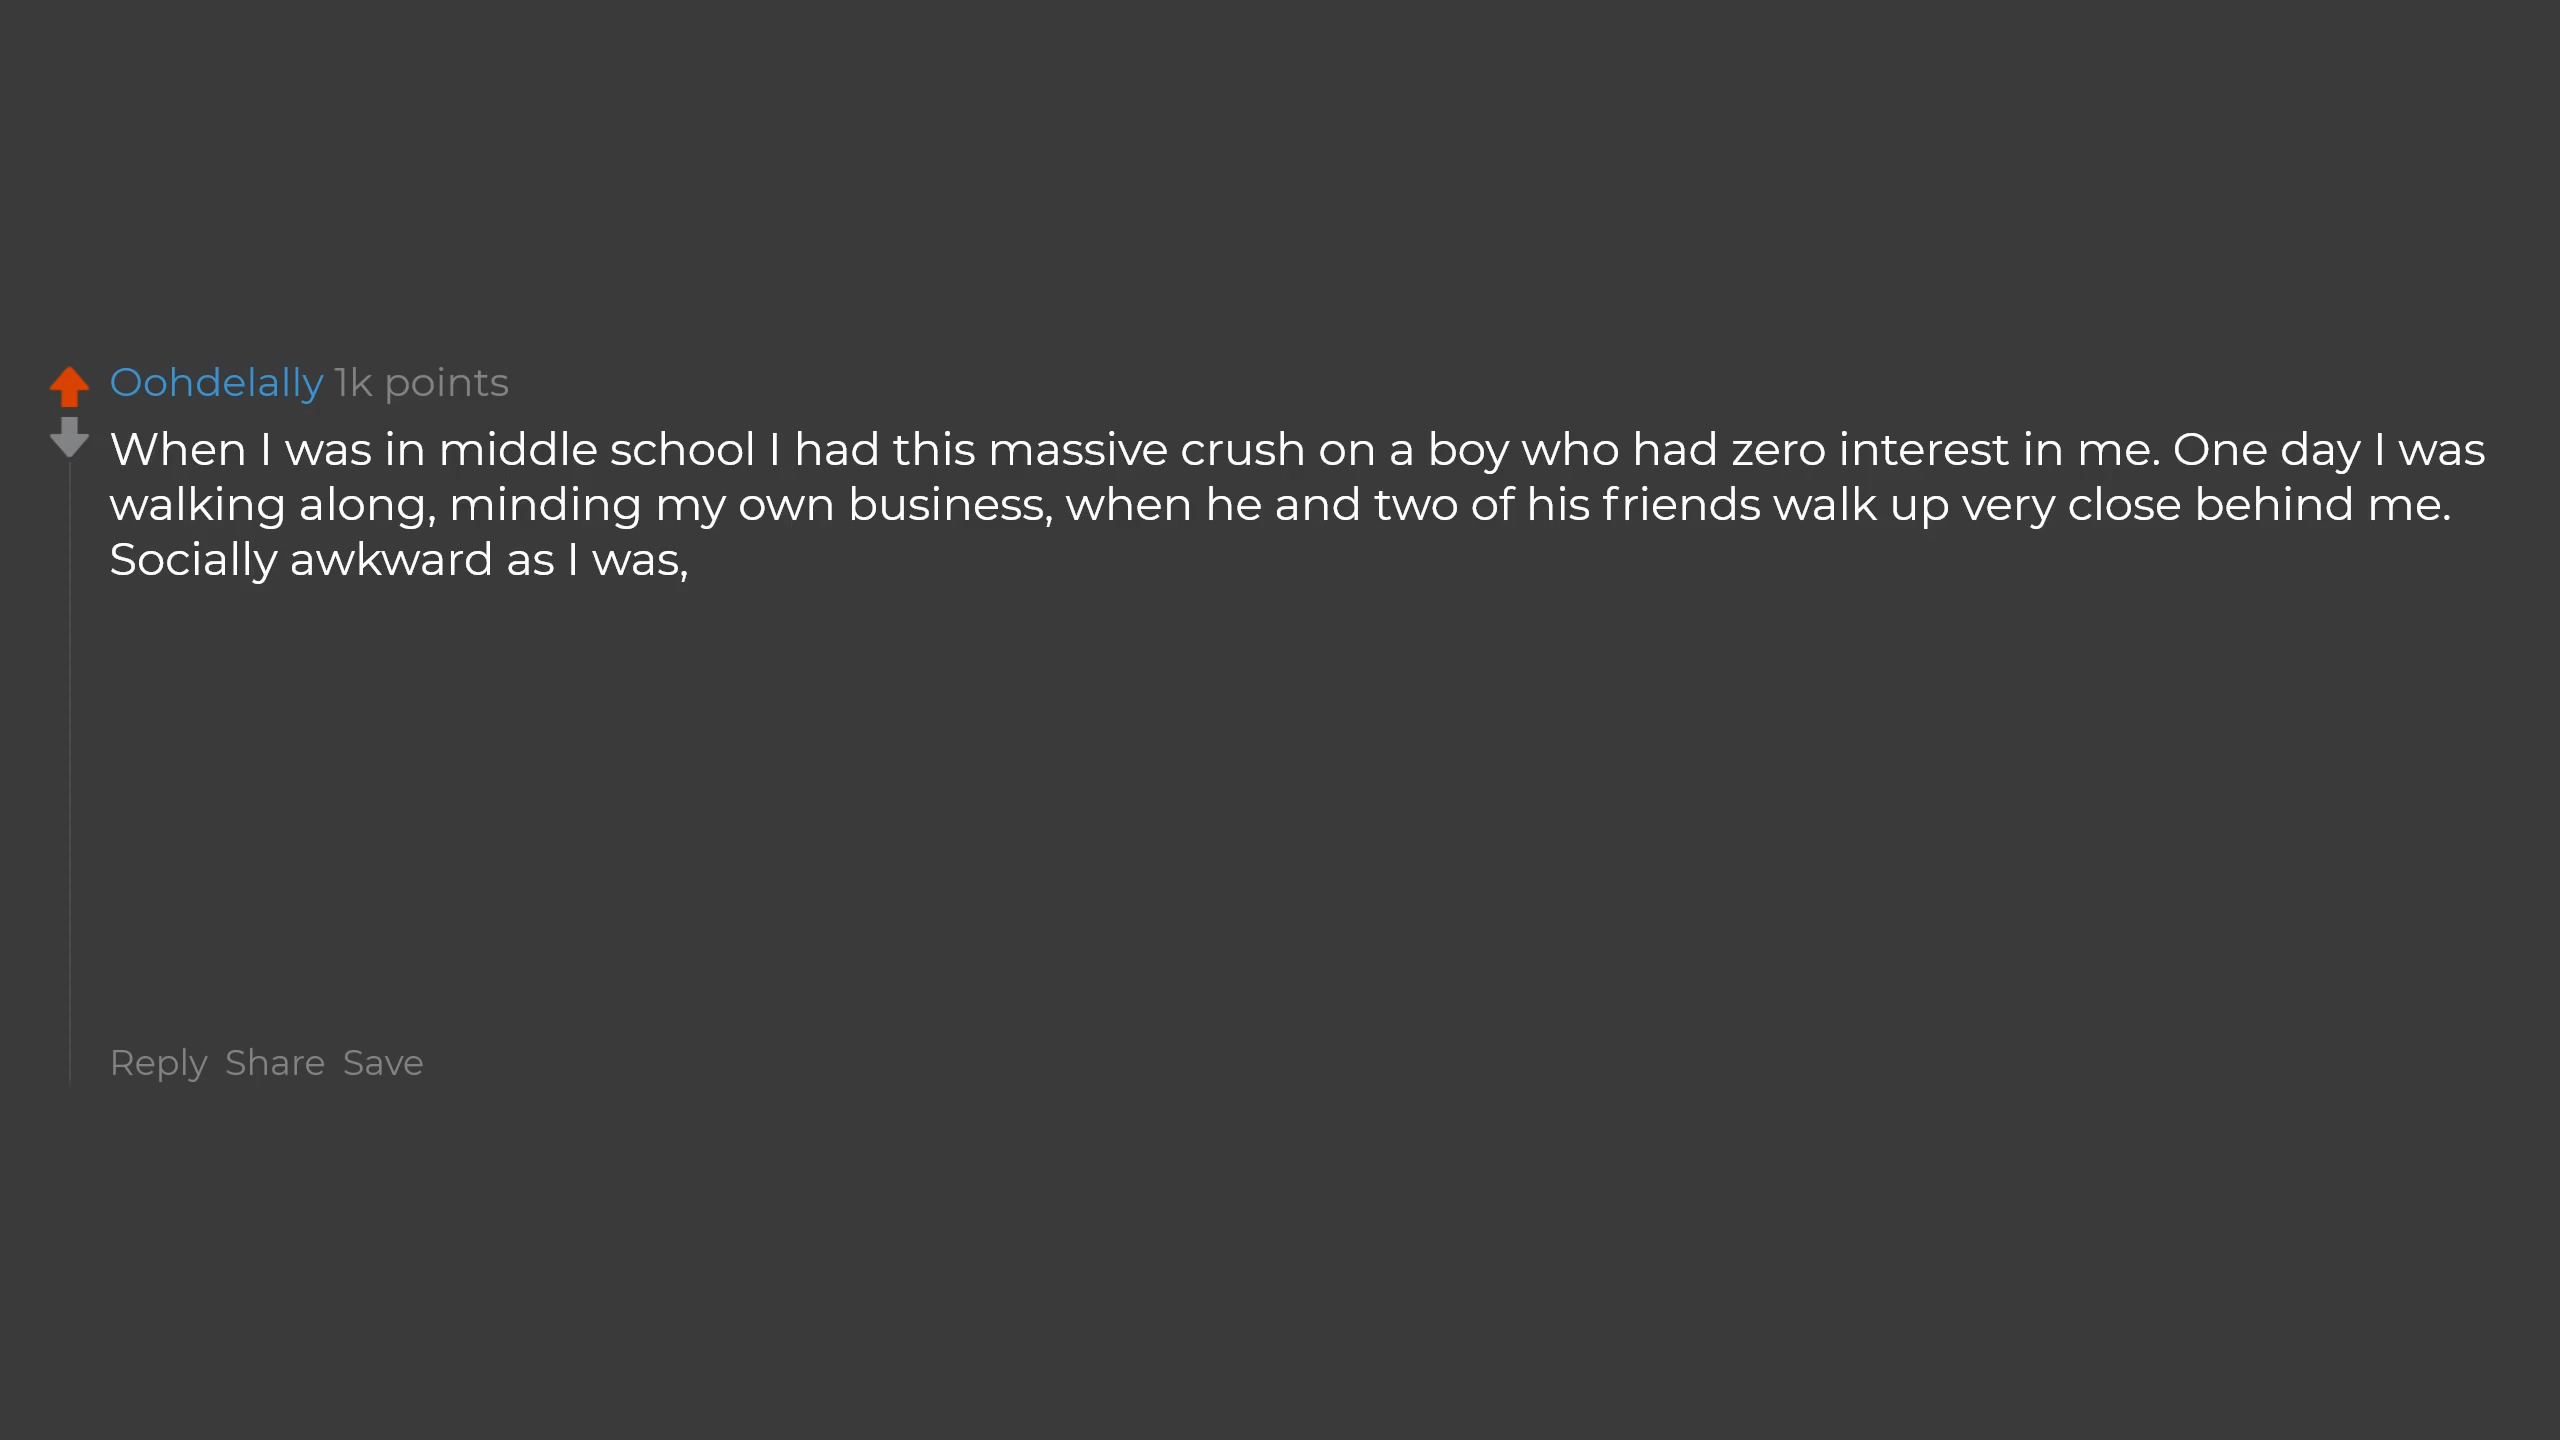 Oohdelally 1k points
When I was in middle school I had this massive crush on a boy who had zero interest in me. One day I was
walking along, minding my own business, when he and two of his friends walk up very close behind me.
Socially awkward as I was,
Reply Share Save